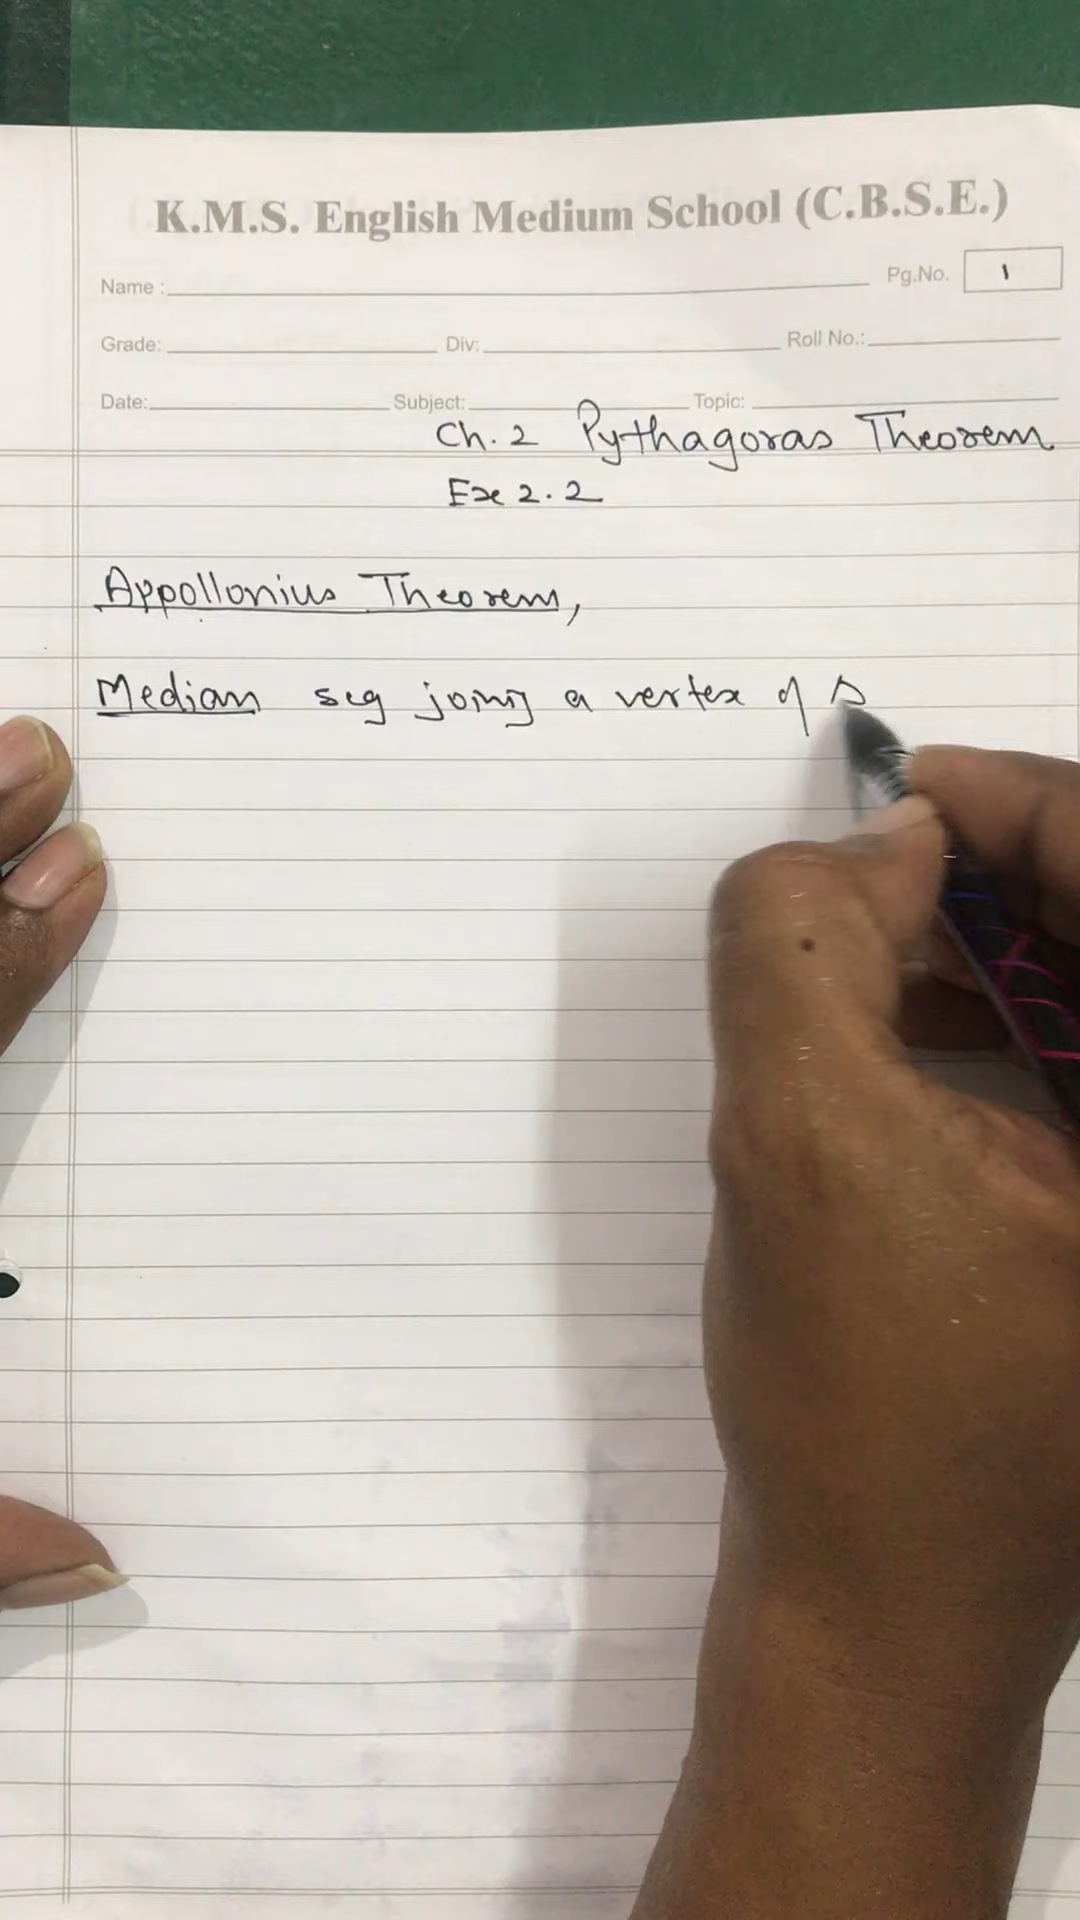 K.M.S. English Medium School (C.B.S.E.)
Name : Pg.No. 1
Grade: Div: Roll No.:
Date: Subject: Topic:
Ch. 2 Pythagoras Theorem
Ex 2.2
Appollonius Theorem,
Median seg joing a vertex of Δ